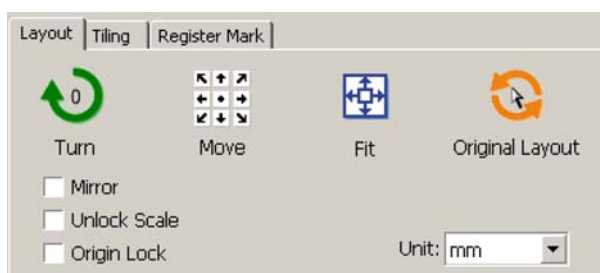 Layout Tiling Register Mark
0
Turn Move Fit Original Layout
Mirror
Unlock Scale
Origin Lock
Unit: mm